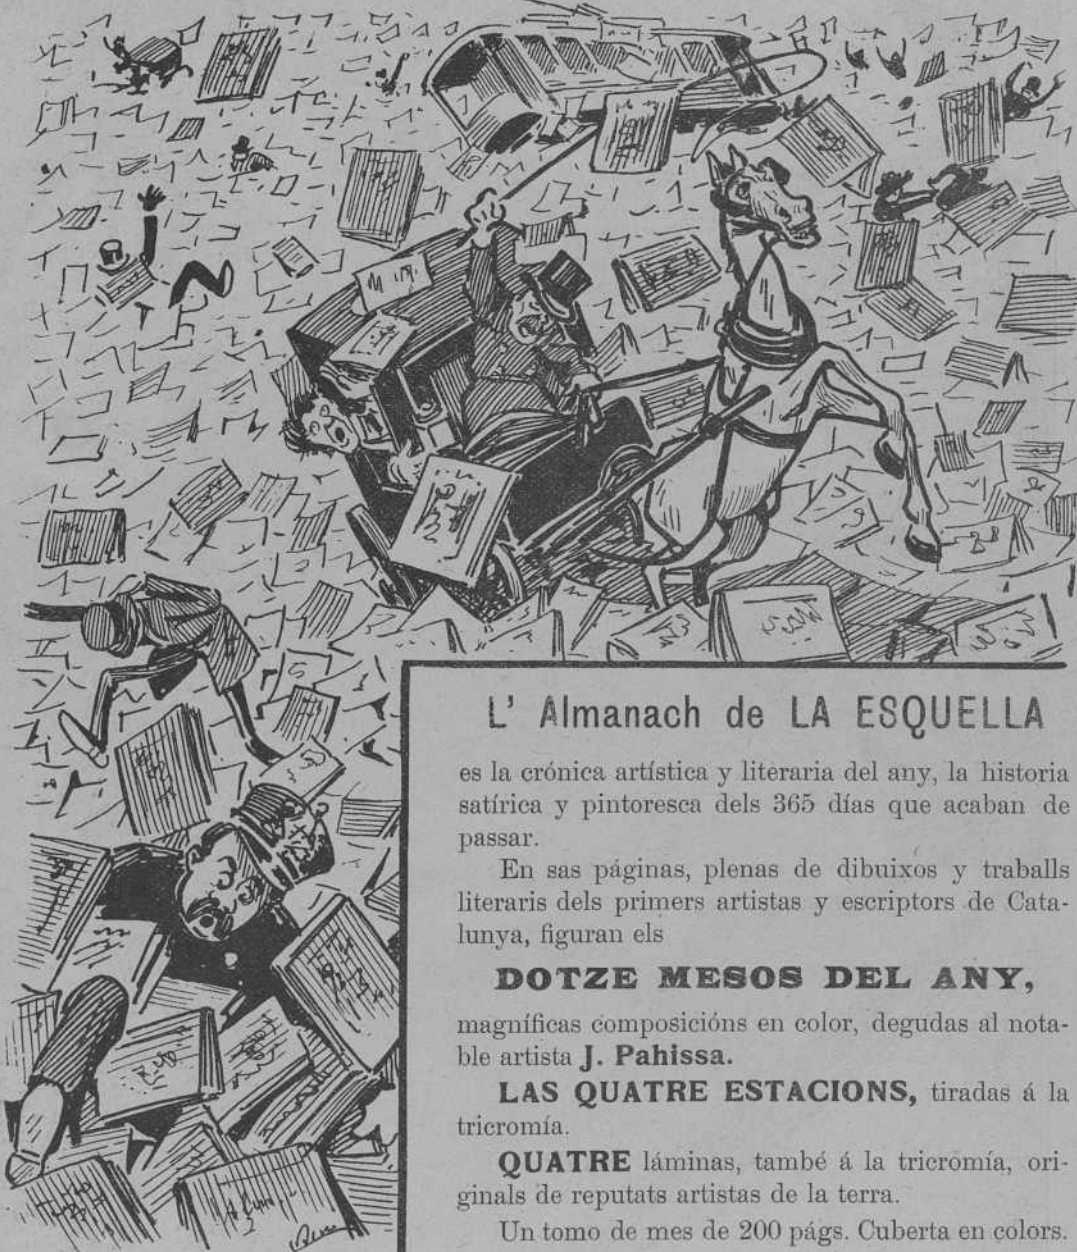 L' Almanach de LA ESQUELLA
es la crónica artística y literaria del any, la historia
satírica y pintoresca dels 365 días que acaban de
passar.
En sas páginas, plenas de dibuixos y traballs
literaris dels primers artistas y escriptors de Cata-
lunya, figuran els
DOTZE MESOS DEL ANY,
magníficas composicións en color, degudas al nota-
ble artista J. Pahissa.
LAS QUATRE ESTACIONS, tiradas á la
tricromía.
QUATRE láminas, també á la tricromía, ori-
ginals de reputats artistas de la terra.
Un tomo de mes de 200 págs. Cuberta en colors.